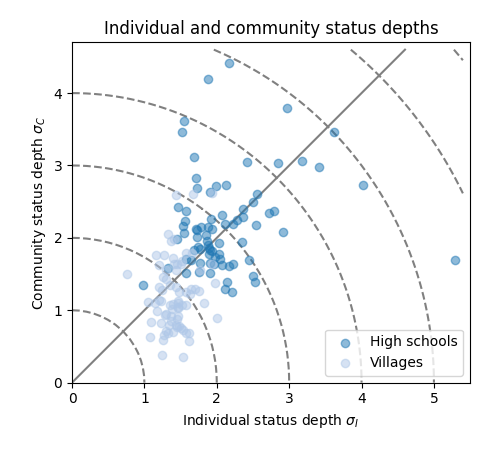 Individual and community status depths
Community status depth σ_C
4
3
2
1
0
0 1 2 3 4 5
Individual status depth σ_I
High schools
Villages